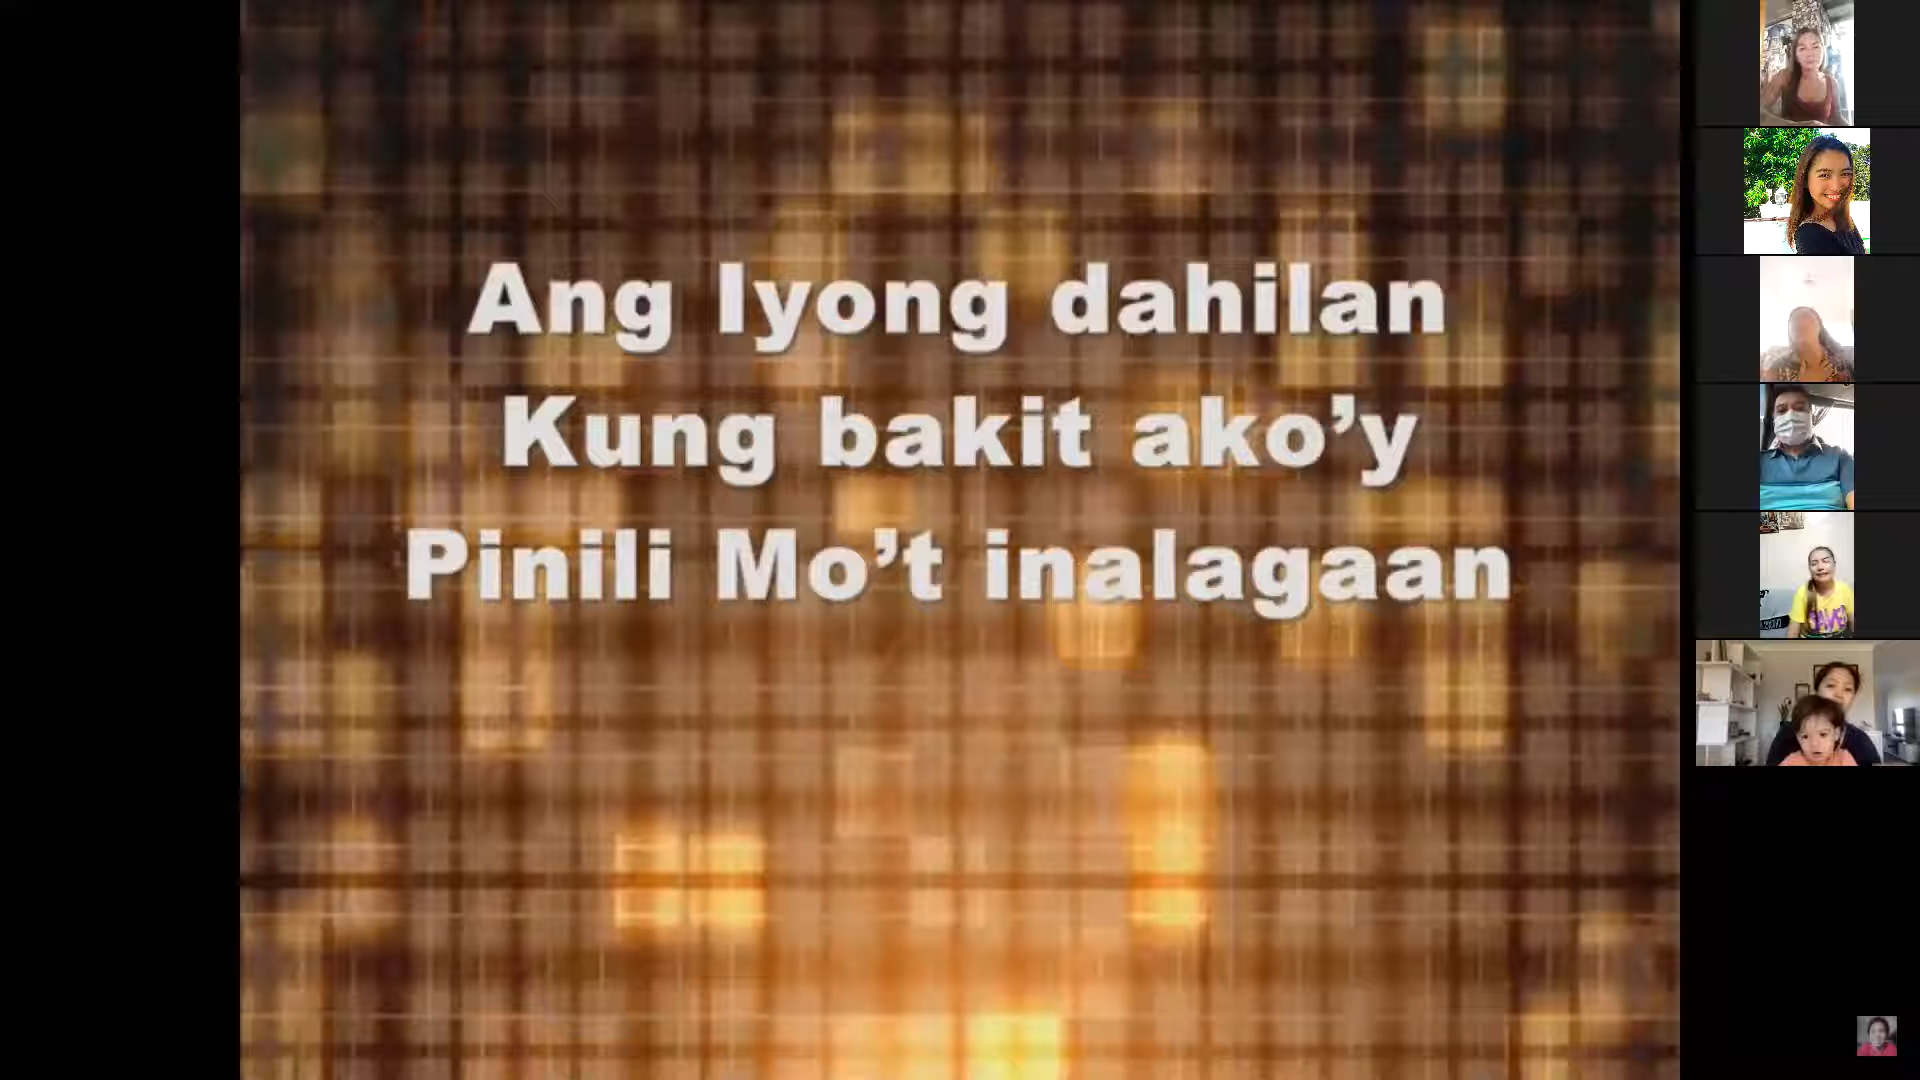 Ang Iyong dahilan
Kung bakit ako’y
Pinili Mo’t inalagaan